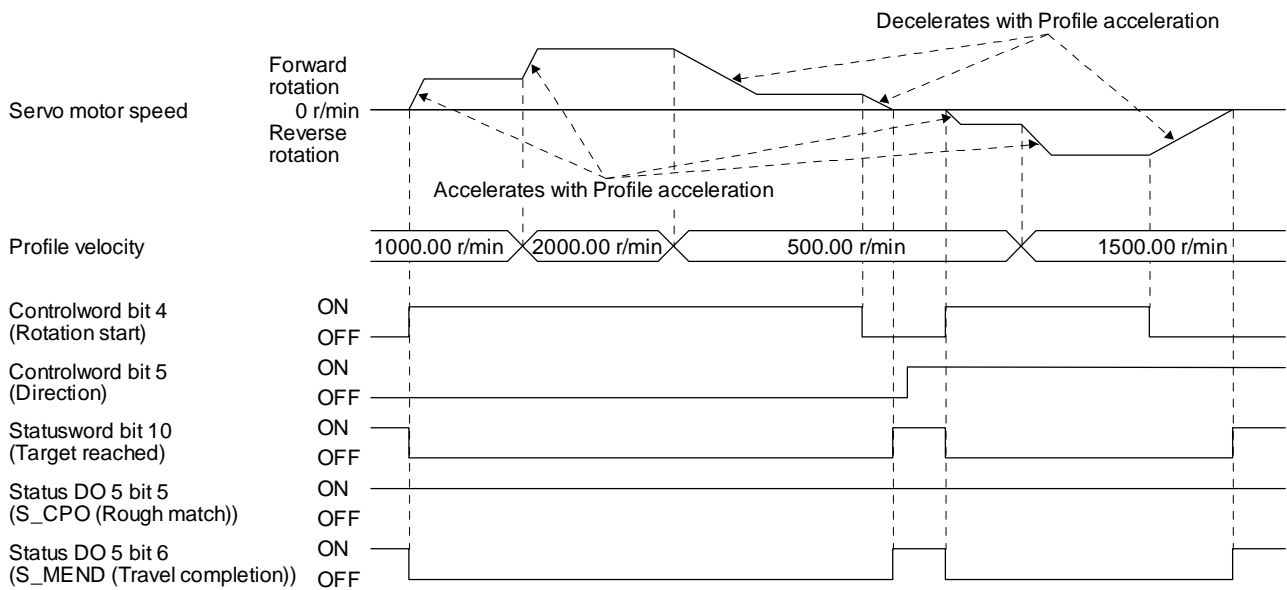 Decelerates with Profile acceleration
Forward
rotation
Servo motor speed
0 r/min
Reverse
rotation
Accelerates with Profile acceleration
Profile velocity
1000.00 r/min
2000.00 r/min
500.00 r/min
1500.00 r/min
Controlword bit 4
(Rotation start)
ON
OFF
Controlword bit 5
(Direction)
ON
OFF
Statusword bit 10
(Target reached)
ON
OFF
Status DO 5 bit 5
(S_CPO (Rough match))
ON
OFF
Status DO 5 bit 6
(S_MEND (Travel completion))
ON
OFF